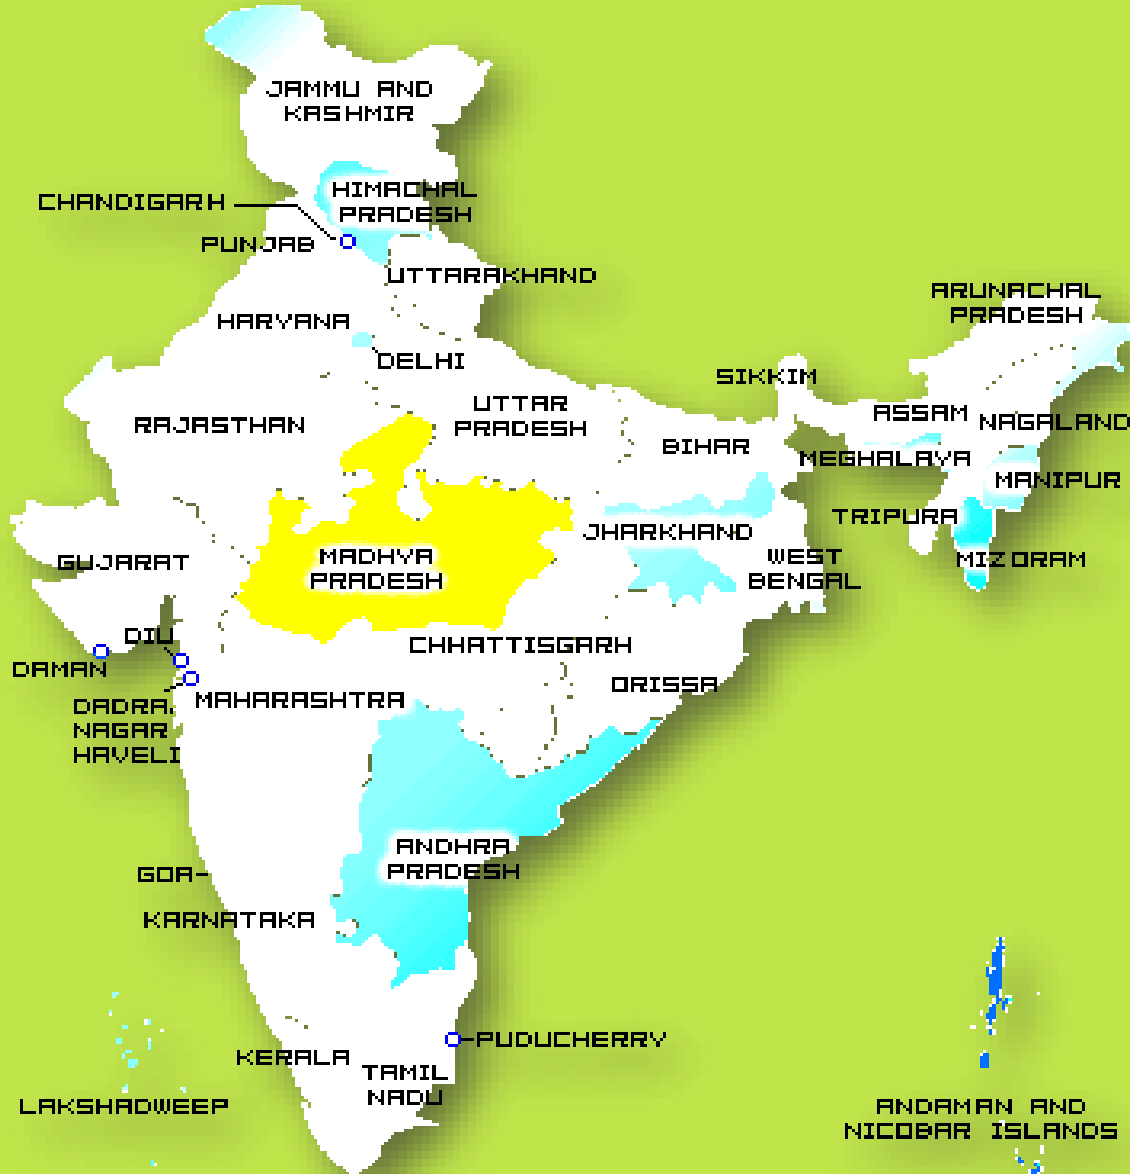 JAMMU AND
KASHMIR
CHANDIGARH
HIMACHAL
PRADESH
PUNJAB
UTTARAKHAND
ARUNACHAL
PRADESH
HARYANA
DELHI
SIKKIM
RAJASTHAN
UTTAR
PRADESH
ASSAM
NAGALAND
BIHAR
MEGHALAYA
MANIPUR
TRIPURA
JHARKHAND
GUJARAT
MADHYA
PRADESH
WEST
BENGAL
MIZORAM
DIU
CHHATTISGARH
DAMAN
ORISSA
MAHARASHTRA
DADRA.
NAGAR
HAVELI
ANDHRA
PRADESH
GOA-
KARNATAKA
PUDUCHERRY
KERALA
TAMIL
NADU
LAKSHADWEEP
ANDAMAN AND
NICOBAR ISLANDS